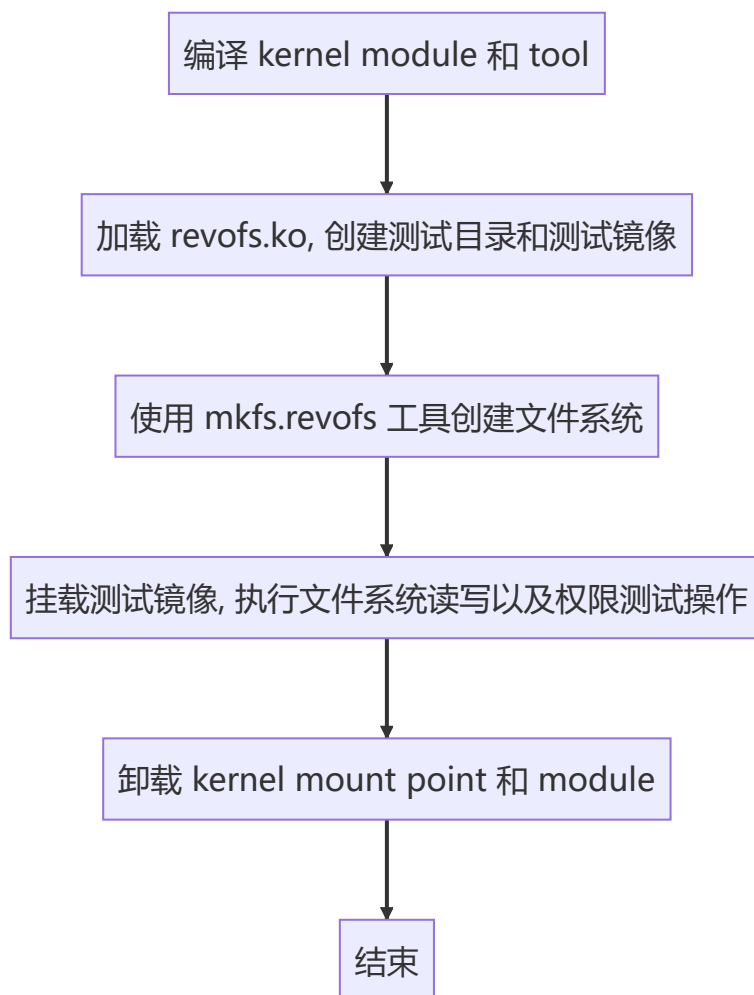 编译 kernel module 和 tool
加载 revofs.ko, 创建测试目录和测试镜像
使用 mkfs.revofs 工具创建文件系统
挂载测试镜像, 执行文件系统读写以及权限测试操作
卸载 kernel mount point 和 module
结束